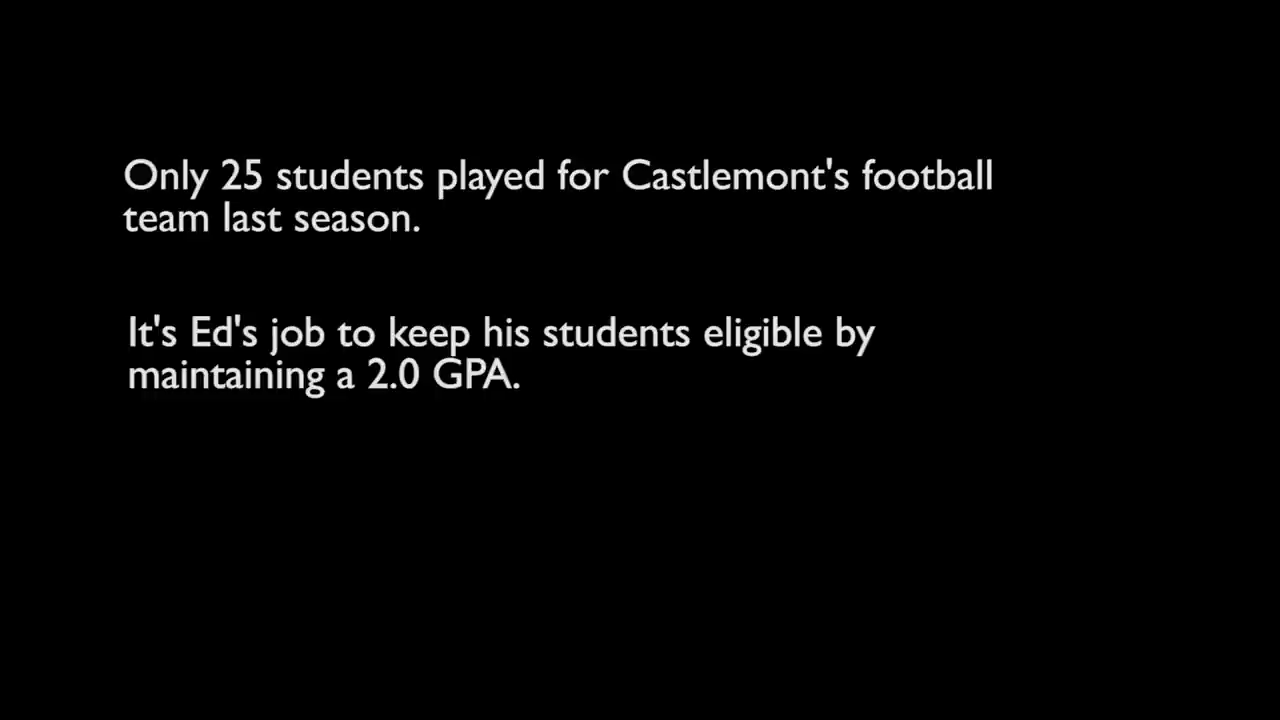 Only 25 students played for Castlemont's football
team last season.
It's Ed's job to keep his students eligible by
maintaining a 2.0 GPA.